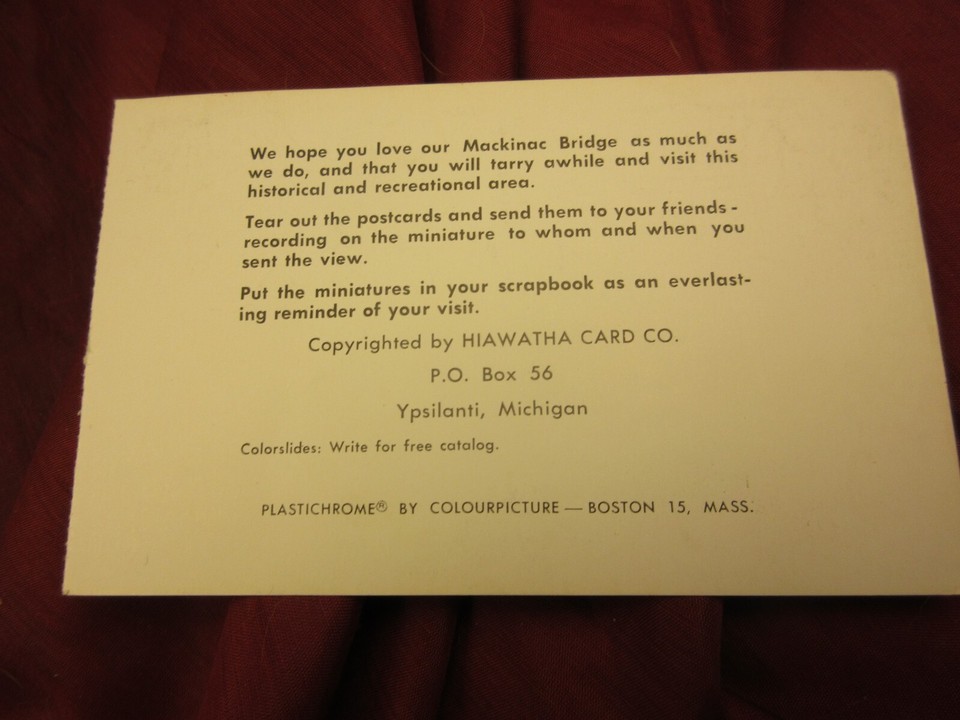 We hope you love our Mackinac Bridge as much as
we do, and that you will tarry awhile and visit this
historical and recreational area.
Tear out the postcards and send them to your friends -
recording on the miniature to whom and when you
sent the view.
Put the miniatures in your scrapbook as an everlast-
ing reminder of your visit.
Copyrighted by HIAWATHA CARD CO.
P.O. Box 56
Ypsilanti, Michigan
Colorslides: Write for free catalog.
PLASTICHROME® BY COLOURPICTURE — BOSTON 15, MASS.